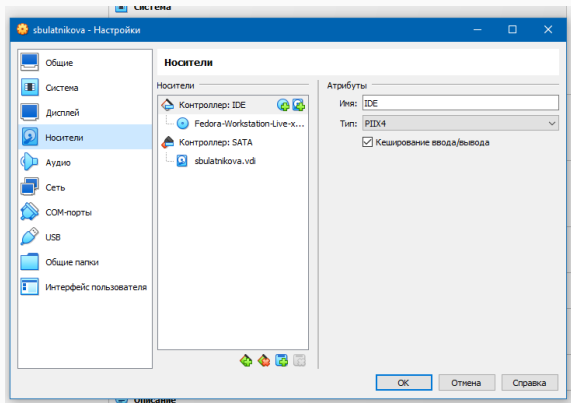 Система
sbulatnikova - Настройки
Общие
Система
Дисплей
Носители
Аудио
Сеть
COM-порты
USB
Общие папки
Интерфейс пользователя
Носители
Носители
Контроллер: IDE
Fedora-Workstation-Live-x...
Контроллер: SATA
sbulatnikova.vdi
Атрибуты
Имя: IDE
Тип: PIIX4
Кеширование ввода/вывода
OK Отмена Справка
Описание